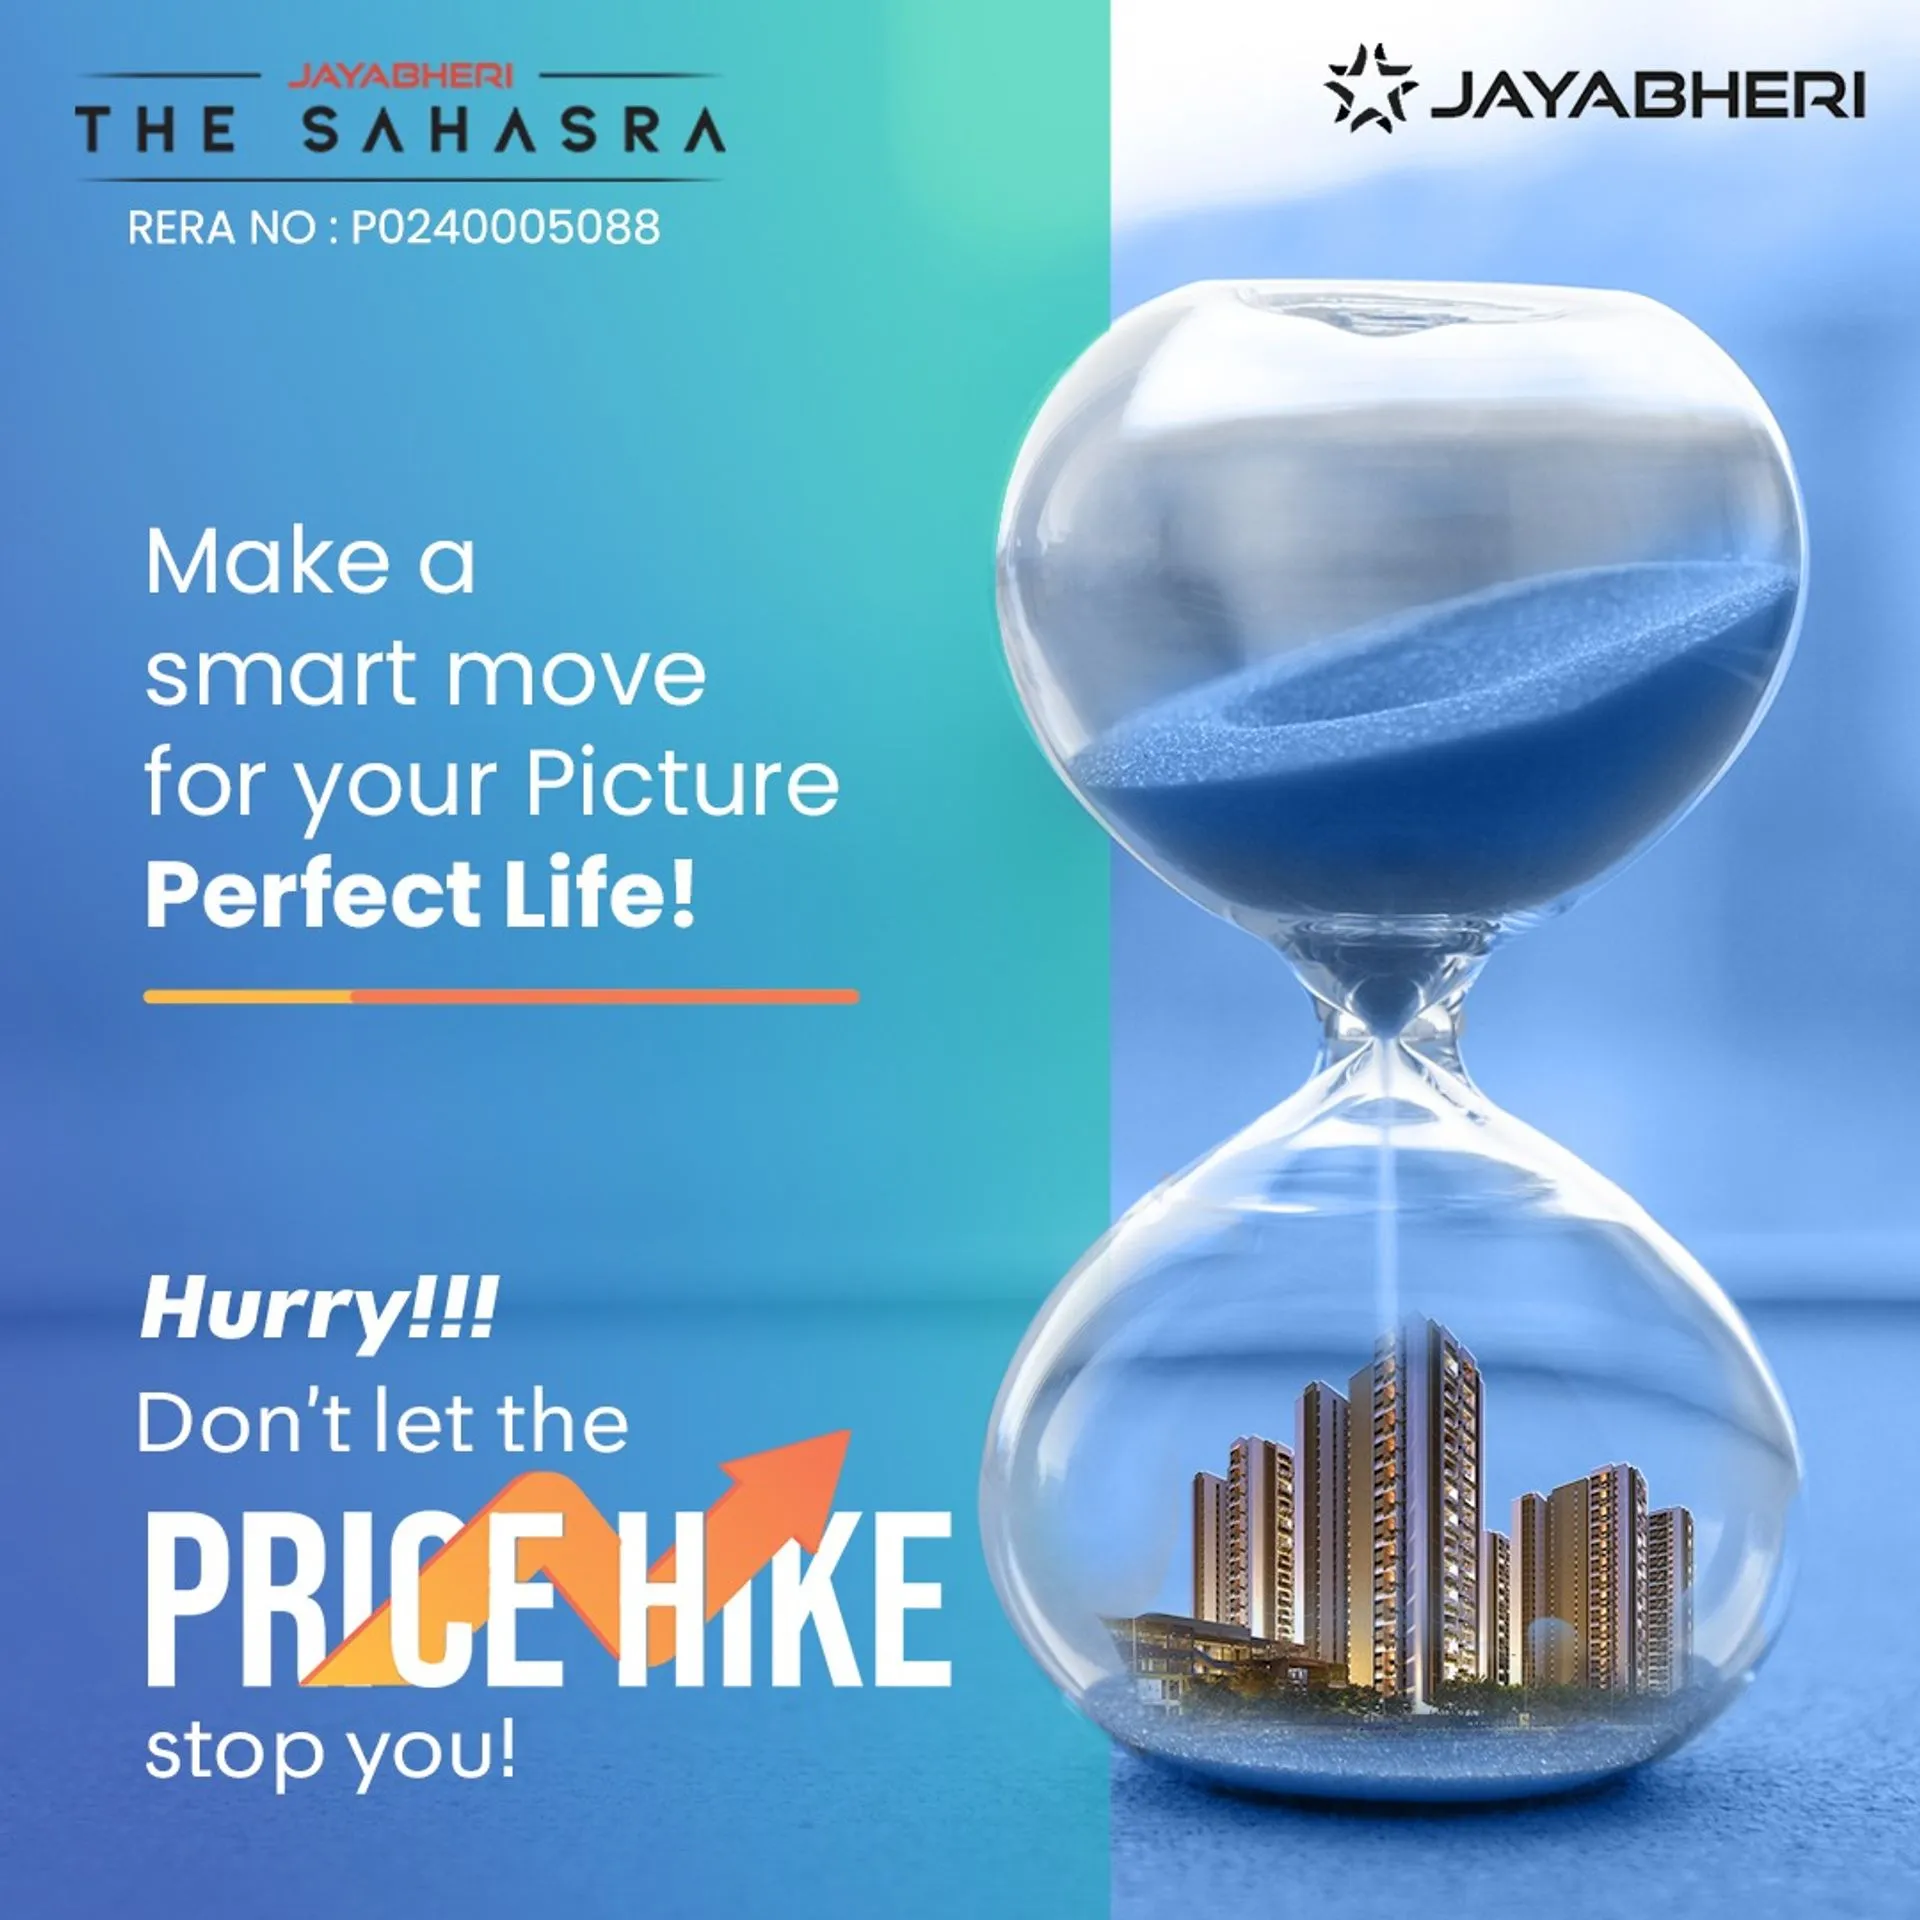 JAYABHERI
THE SAHASRA
RERA NO : P0240005088
JAYABHERI
Make a
smart move
for your Picture
Perfect Life!
Hurry!!!
Don't let the
PRICE HIKE
stop you!